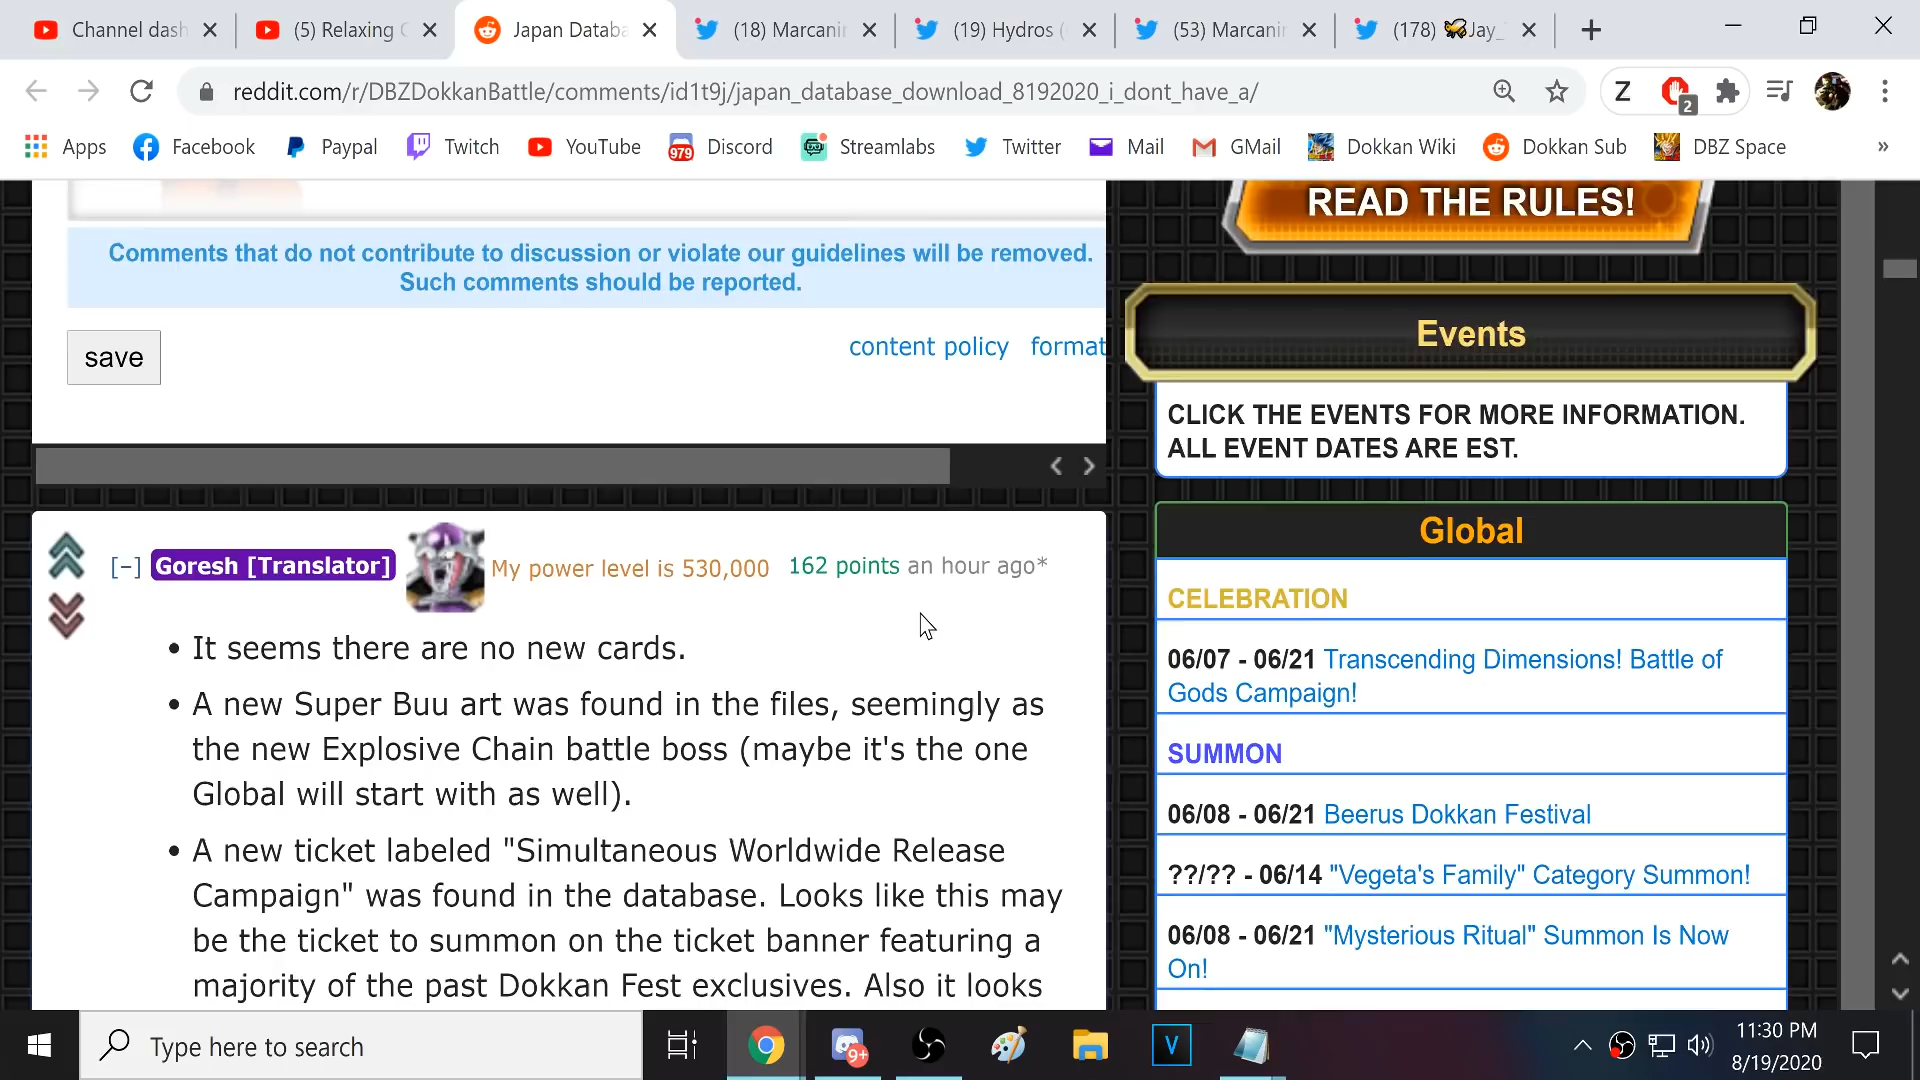 Channel dash
(5) Relaxing
Japan Databa
(18) Marcanin
(19) Hydros (
(53) Marcanin
(178) Jay_
reddit.com/r/DBZDokkanBattle/comments/id1t9j/japan_database_download_8192020_i_dont_have_a/
Z
2
Apps
Facebook
Paypal
Twitch
YouTube
979
Discord
Streamlabs
Twitter
Mail
GMail
Dokkan Wiki
Dokkan Sub
DBZ Space
»
Comments that do not contribute to discussion or violate our guidelines will be removed.
Such comments should be reported.
save
content policy format
[–] Goresh [Translator] My power level is 530,000 162 points an hour ago*
• It seems there are no new cards.
• A new Super Buu art was found in the files, seemingly as
the new Explosive Chain battle boss (maybe it's the one
Global will start with as well).
• A new ticket labeled "Simultaneous Worldwide Release
Campaign" was found in the database. Looks like this may
be the ticket to summon on the ticket banner featuring a
majority of the past Dokkan Fest exclusives. Also it looks
READ THE RULES!
Events
CLICK THE EVENTS FOR MORE INFORMATION.
ALL EVENT DATES ARE EST.
Global
CELEBRATION
06/07 - 06/21 Transcending Dimensions! Battle of
Gods Campaign!
SUMMON
06/08 - 06/21 Beerus Dokkan Festival
??/?? - 06/14 "Vegeta's Family" Category Summon!
06/08 - 06/21 "Mysterious Ritual" Summon Is Now
On!
Type here to search
9+
V
11:30 PM
8/19/2020